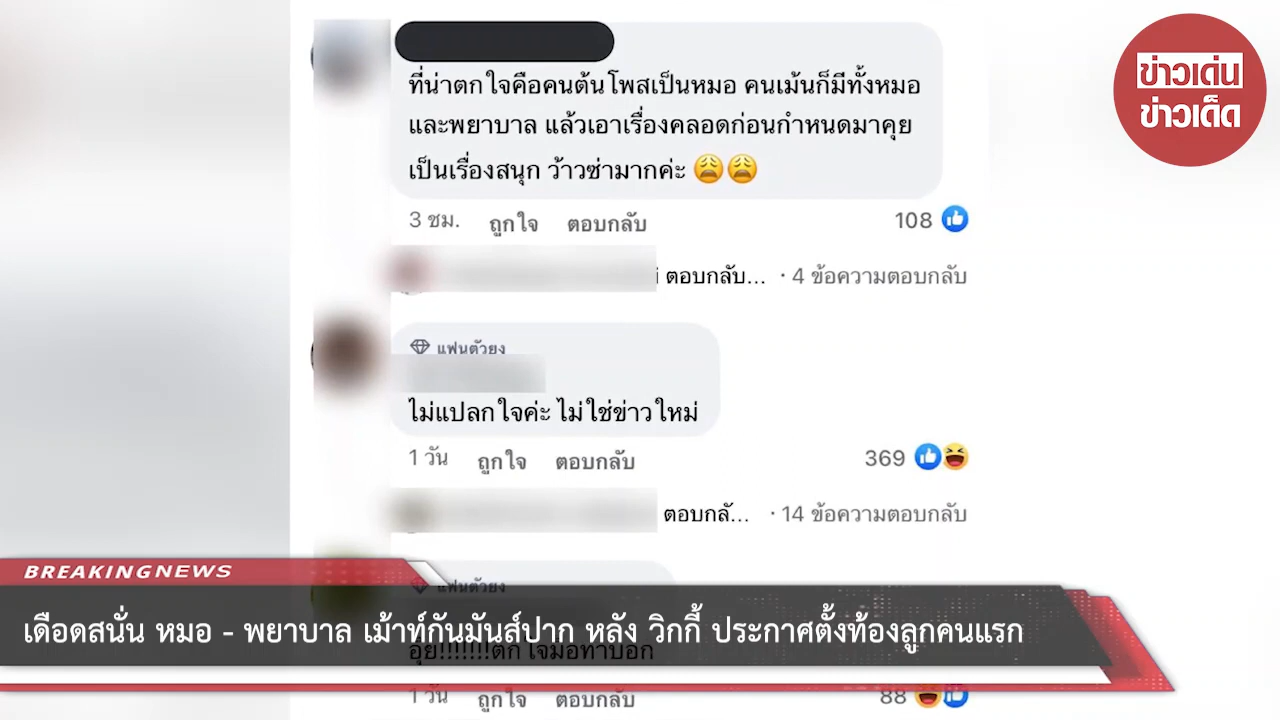 ข่าวเด่น
ข่าวเด็ด
ที่น่าตกใจคือคนต้นโพสเป็นหมอ คนเม้นก็มีทั้งหมอ
และพยาบาล แล้วเอาเรื่องคลอดก่อนกำหนดมาคุย
เป็นเรื่องสนุก ว้าวซ่ามากค่ะ 😩😩
3 ชม. ถูกใจ ตอบกลับ 108
ตอบกลับ... · 4 ข้อความตอบกลับ
แฟนตัวยง
ไม่แปลกใจค่ะ ไม่ใช่ข่าวใหม่
1 วัน ถูกใจ ตอบกลับ 369
ตอบกลั... · 14 ข้อความตอบกลับ
แฟนตัวยง
BREAKINGNEWS
เดือดสนั่น หมอ - พยาบาล เม้าท์กันมันส์ปาก หลัง วิกกี้ ประกาศตั้งท้องลูกคนแรก
1 วัน ถูกใจ ตอบกลับ 88